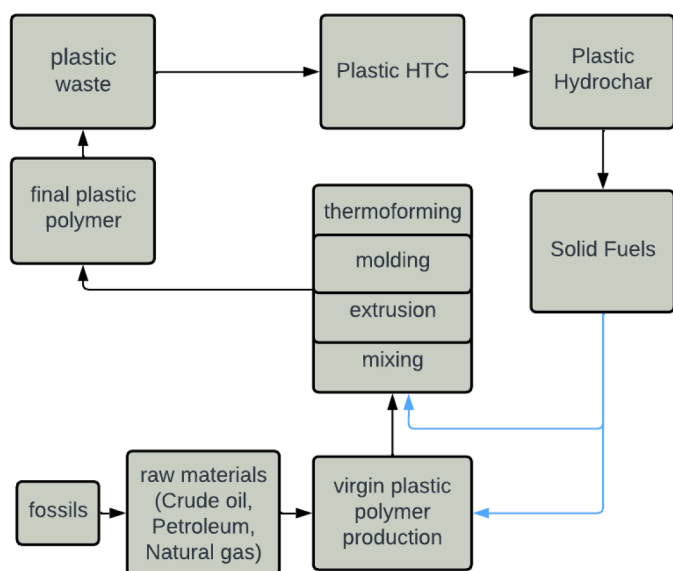 plastic
waste
Plastic HTC
Plastic
Hydrochar
final plastic
polymer
thermoforming
molding
extrusion
mixing
Solid Fuels
fossils
raw materials
(Crude oil,
Petroleum,
Natural gas)
virgin plastic
polymer
production